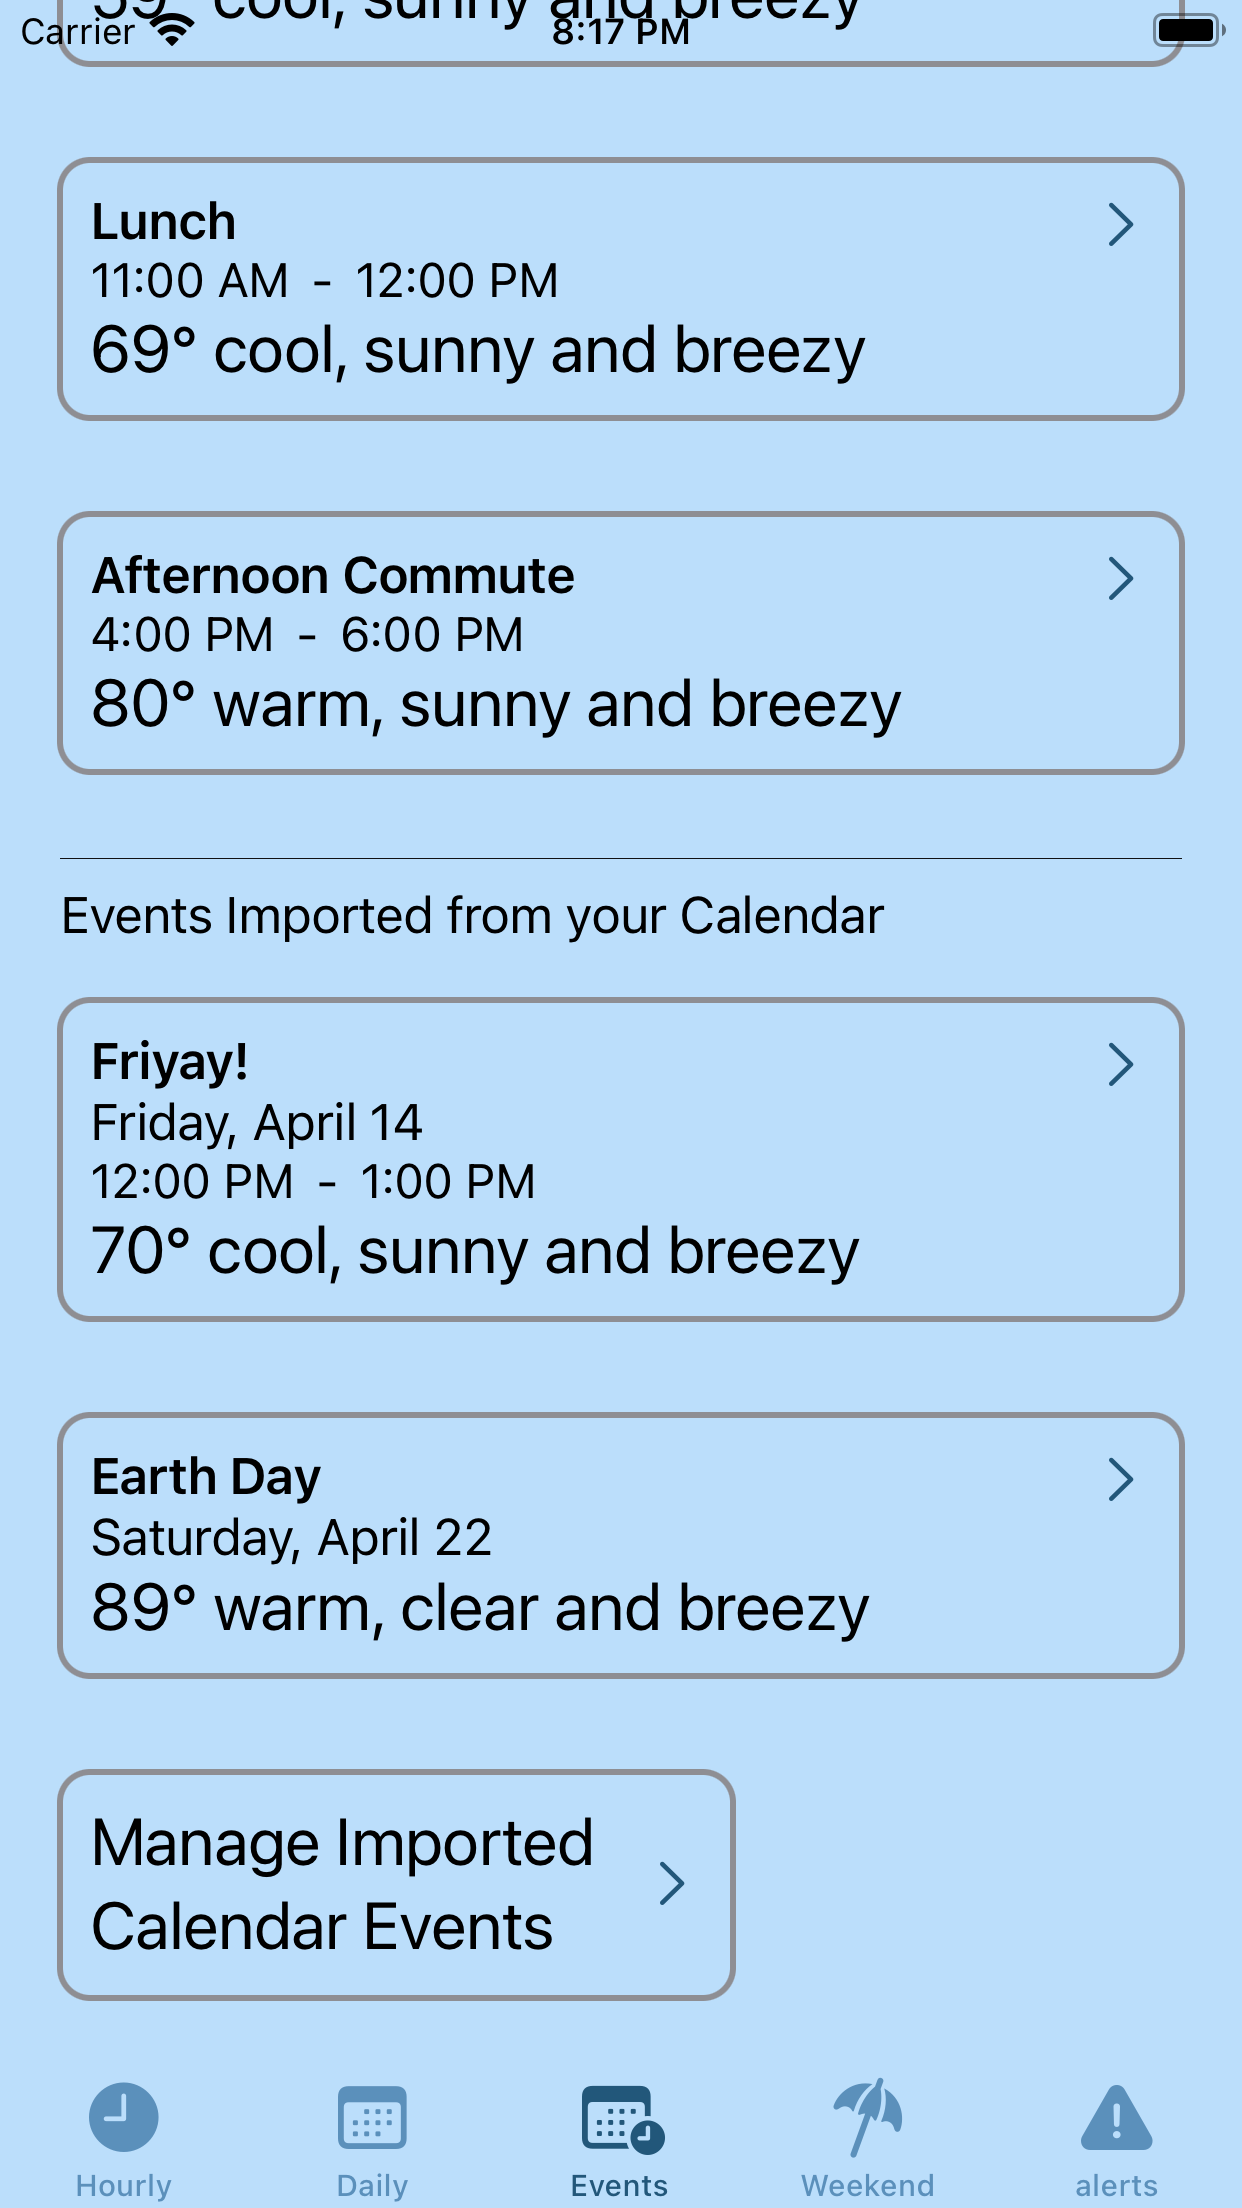 59° cool, sunny and breezy
Carrier 8:17 PM
Lunch
11:00 AM - 12:00 PM
69° cool, sunny and breezy
Afternoon Commute
4:00 PM - 6:00 PM
80° warm, sunny and breezy
Events Imported from your Calendar
Friyay!
Friday, April 14
12:00 PM - 1:00 PM
70° cool, sunny and breezy
Earth Day
Saturday, April 22
89° warm, clear and breezy
Manage Imported
Calendar Events
Hourly Daily Events Weekend alerts